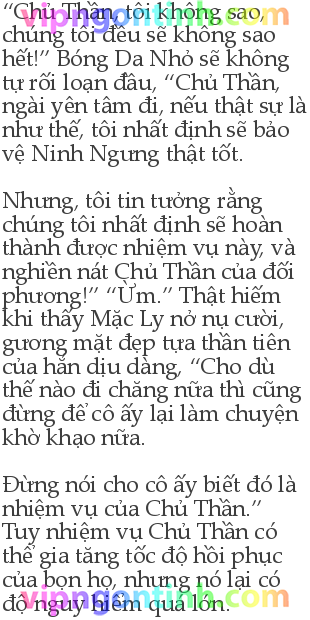 “Chủ Thần, tôi không sao,
chúng tôi đều sẽ không sao
hết!” Bóng Da Nhỏ sẽ không
tự rối loạn đâu, “Chủ Thần,
ngài yên tâm đi, nếu thật sự là
như thế, tôi nhất định sẽ bảo
vệ Ninh Ngưng thật tốt.
Nhưng, tôi tin tưởng rằng
chúng tôi nhất định sẽ hoàn
thành được nhiệm vụ này, và
nghiền nát Chủ Thần của đối
phương!” “Ừm.” Thật hiếm
khi thấy Mặc Ly nở nụ cười,
gương mặt đẹp tựa thần tiên
của hắn dịu dàng, “Cho dù
thế nào đi chăng nữa thì cũng
đừng để cô ấy lại làm chuyện
khờ khạo nữa.
Đừng nói cho cô ấy biết đó là
nhiệm vụ của Chủ Thần.”
Tuy nhiệm vụ Chủ Thần có
thể gia tăng tốc độ hồi phục
của bọn họ, nhưng nó lại có
độ nguy hiểm quá lớn.
vipngontinh.com
vipngontinh.com